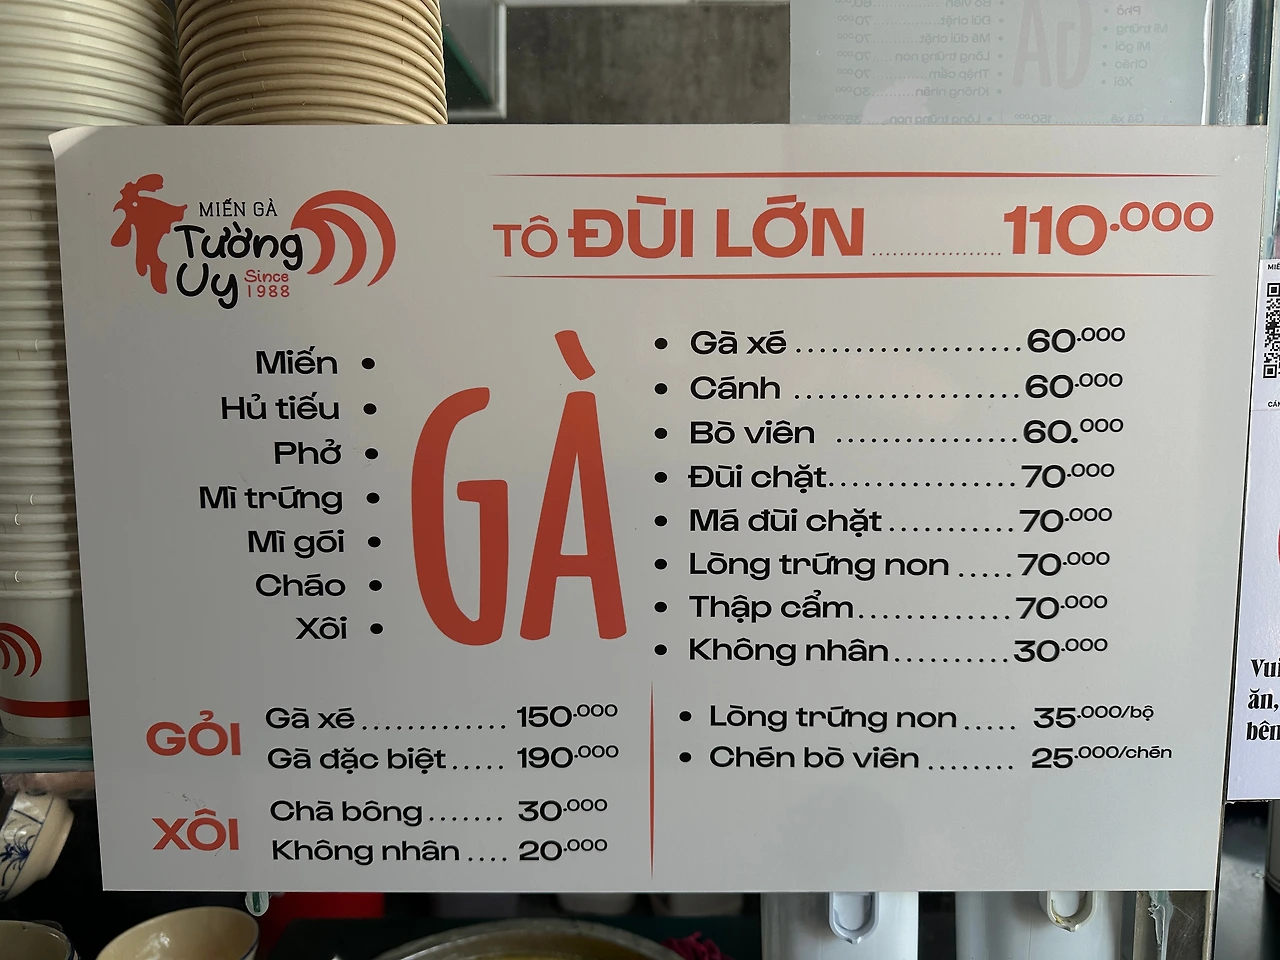 MIẾN GÀ
Tường
Uy Since
1988
TÔ ĐÙI LỚN ........................ 110.000
Miến •
Hủ tiếu •
Phở •
Mì trứng •
Mì gói •
Cháo •
Xôi •
GÀ
• Gà xé .................... 60.000
• Cánh .................... 60.000
• Bò viên ................. 60.000
• Đùi chặt................. 70.000
• Má đùi chặt ........... 70.000
• Lòng trứng non ..... 70.000
• Thập cẩm............. 70.000
• Không nhân.......... 30.000
GỎI
Gà xé ............. 150.000
Gà đặc biệt ..... 190.000
XÔI
Chà bông ....... 30.000
Không nhân .... 20.000
• Lòng trứng non ..... 35.000/bộ
• Chén bò viên ........ 25.000/chén
Vui
ăn,
bên